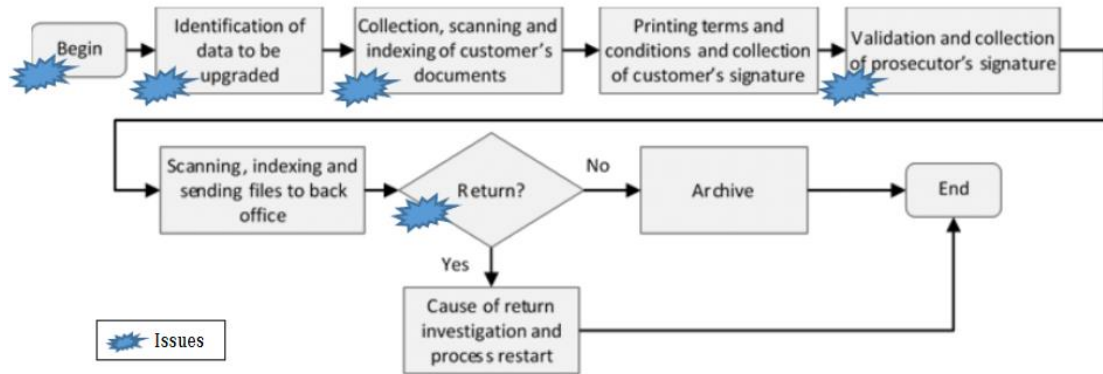 Begin
Identification of
data to be
upgraded
Collection, scanning and
indexing of customer's
documents
Printing terms and
conditions and collection
of customer's signature
Validation and collection
of prosecutor's signature
Scanning, indexing and
sending files to back
office
Return?
No
Archive
End
Yes
Cause of return
investigation and
process restart
Issues